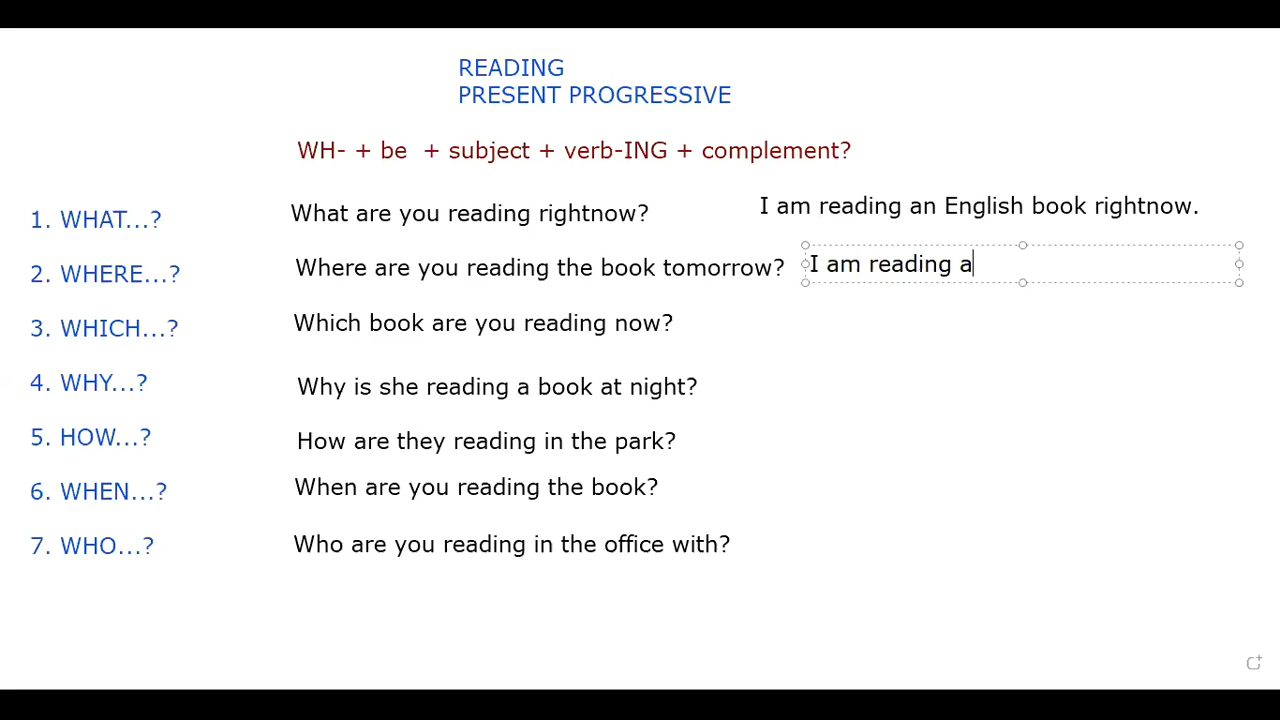 READING
PRESENT PROGRESSIVE
WH- + be + subject + verb-ING + complement?
1. WHAT...? What are you reading rightnow? I am reading an English book rightnow.
2. WHERE...? Where are you reading the book tomorrow? I am reading a
3. WHICH...? Which book are you reading now?
4. WHY...? Why is she reading a book at night?
5. HOW...? How are they reading in the park?
6. WHEN...? When are you reading the book?
7. WHO...? Who are you reading in the office with?